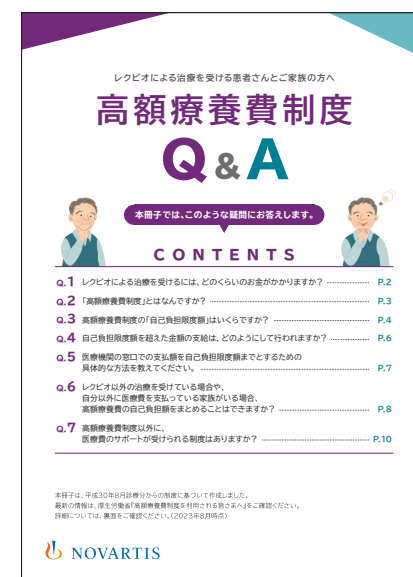 レクビオによる治療を受ける患者さんとご家族の方へ
高額療養費制度
Q&A
本冊子では、このような疑問にお答えします。
CONTENTS
Q.1 レクビオによる治療を受けるには、どのくらいのお金がかかりますか? P.2
Q.2 「高額療養費制度」とはなんですか? P.3
Q.3 高額療養費制度の「自己負担限度額」はいくらですか? P.4
Q.4 自己負担限度額を超えた金額の支給は、どのようにして行われますか? P.6
Q.5 医療機関の窓口での支払額を自己負担限度額までとするための
具体的な方法を教えてください。 P.7
Q.6 レクビオ以外の治療を受けている場合や、
自分以外に医療費を支払っている家族がいる場合、
高額療養費の自己負担額をまとめることはできますか? P.8
Q.7 高額療養費制度以外に、
医療費のサポートが受けられる制度はありますか? P.10
本冊子は、平成30年8月診療分からの制度に基づいて作成しました。
最新の情報は、厚生労働省「高額療養費制度を利用される皆さまへ」をご確認ください。
詳細については、裏面をご確認ください。(2023年8月時点)
NOVARTIS